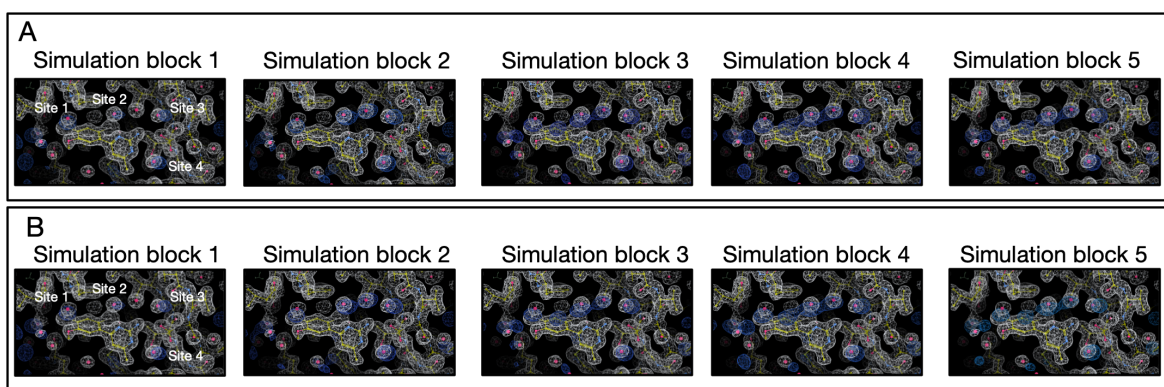 A
Simulation block 1 Simulation block 2 Simulation block 3 Simulation block 4 Simulation block 5
Site 1 Site 2 Site 3
Site 4
B
Simulation block 1 Simulation block 2 Simulation block 3 Simulation block 4 Simulation block 5
Site 1 Site 2 Site 3
Site 4